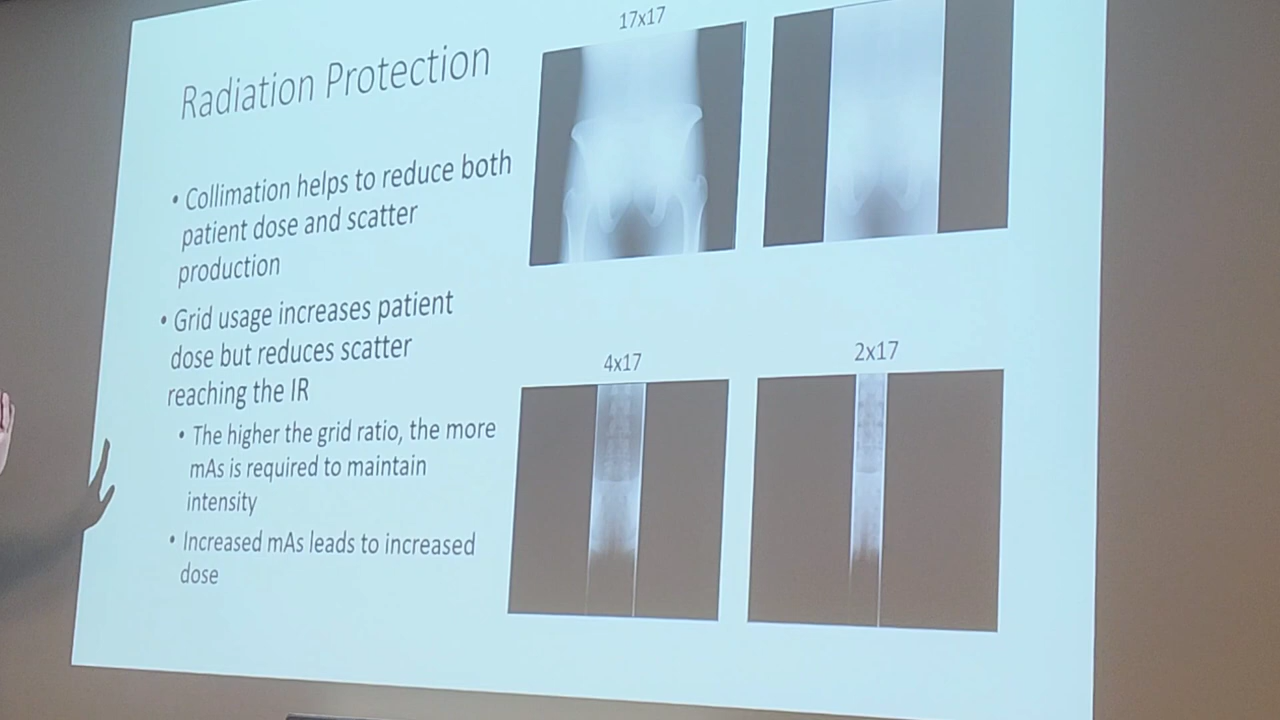 Radiation Protection
• Collimation helps to reduce both
patient dose and scatter
production
• Grid usage increases patient
dose but reduces scatter
reaching the IR
• The higher the grid ratio, the more
mAs is required to maintain
intensity
• Increased mAs leads to increased
dose
17x17
4x17
2x17